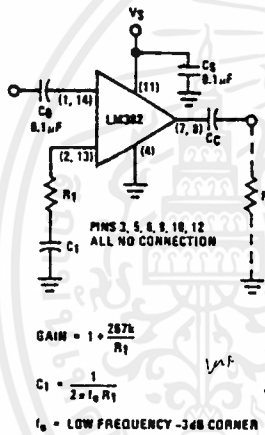 Vs
(11)
Cs
0.1µF
CB
0.1µF
(1, 14)
LM382
(7, 8)
CC
(2, 13)
(4)
R1
C1
PINS 3, 5, 6, 9, 10, 12
ALL NO CONNECTION
GAIN = 1 + 267k / R1
C1 = 1 / 2π fo R1
fo = LOW FREQUENCY -3dB CORNER